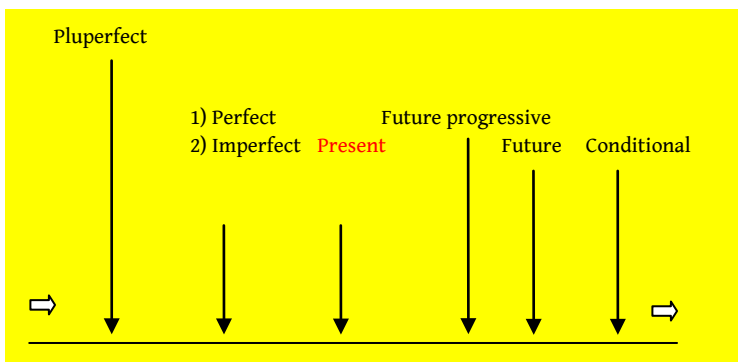 Pluperfect
1) Perfect Future progressive
2) Imperfect Present Future Conditional